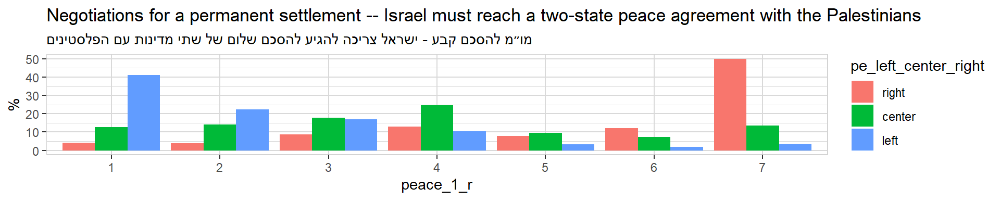 Negotiations for a permanent settlement -- Israel must reach a two-state peace agreement with the Palestinians
מו״מ להסכם קבע - ישראל צריכה להגיע להסכם שלום של שתי מדינות עם הפלסטינים
%
50
40
30
20
10
0
1 2 3 4 5 6 7
peace_1_r
pe_left_center_right
right
center
left